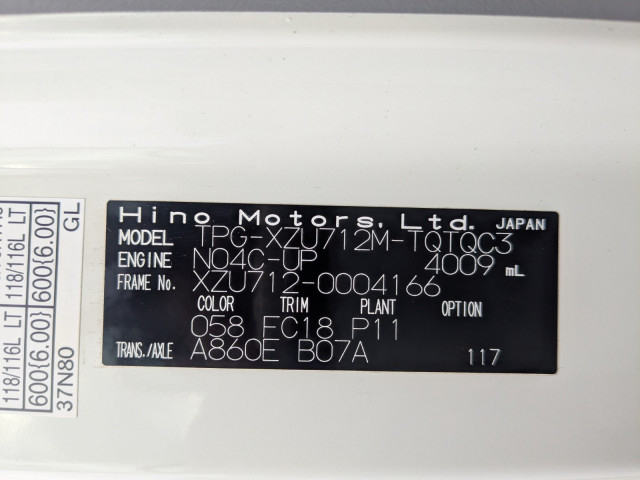 Hino Motors, Ltd. JAPAN
MODEL TPG-XZU712M-TQTQC3
ENGINE N04C-UP 4009 mL
FRAME No. XZU712-0004166
COLOR TRIM PLANT OPTION
058 FC18 P11
TRANS./AXLE A860E B07A 117
118/116L LT 118/116L LT
600{6.00} 600{6.00}
37N80 GL